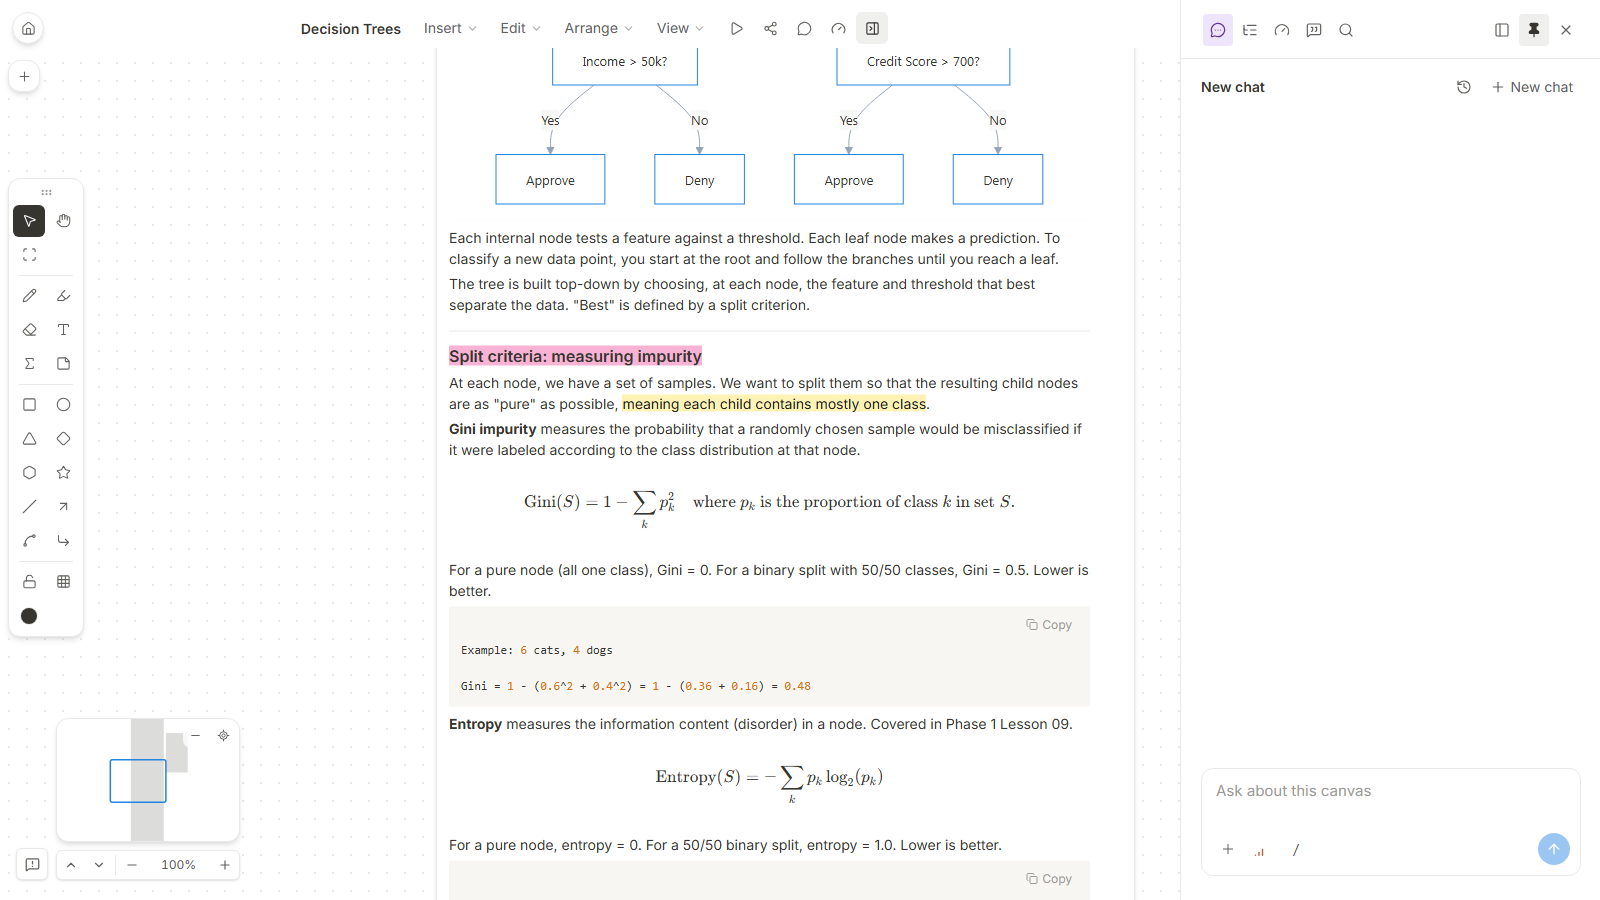 Decision Trees
Insert
Edit
Arrange
View
New chat
New chat
Income > 50k?
Credit Score > 700?
Yes
No
Yes
No
Approve
Deny
Approve
Deny
Each internal node tests a feature against a threshold. Each leaf node makes a prediction. To
classify a new data point, you start at the root and follow the branches until you reach a leaf.
The tree is built top-down by choosing, at each node, the feature and threshold that best
separate the data. "Best" is defined by a split criterion.
Split criteria: measuring impurity
At each node, we have a set of samples. We want to split them so that the resulting child nodes
are as "pure" as possible, meaning each child contains mostly one class.
Gini impurity measures the probability that a randomly chosen sample would be misclassified if
it were labeled according to the class distribution at that node.
Gini(S) = 1 − ∑_k p_k^2 where p_k is the proportion of class k in set S.
For a pure node (all one class), Gini = 0. For a binary split with 50/50 classes, Gini = 0.5. Lower is
better.
Copy
Example: 6 cats, 4 dogs
Gini = 1 - (0.6^2 + 0.4^2) = 1 - (0.36 + 0.16) = 0.48
Entropy measures the information content (disorder) in a node. Covered in Phase 1 Lesson 09.
Entropy(S) = − ∑_k p_k log_2(p_k)
For a pure node, entropy = 0. For a 50/50 binary split, entropy = 1.0. Lower is better.
Copy
100%
Ask about this canvas
/